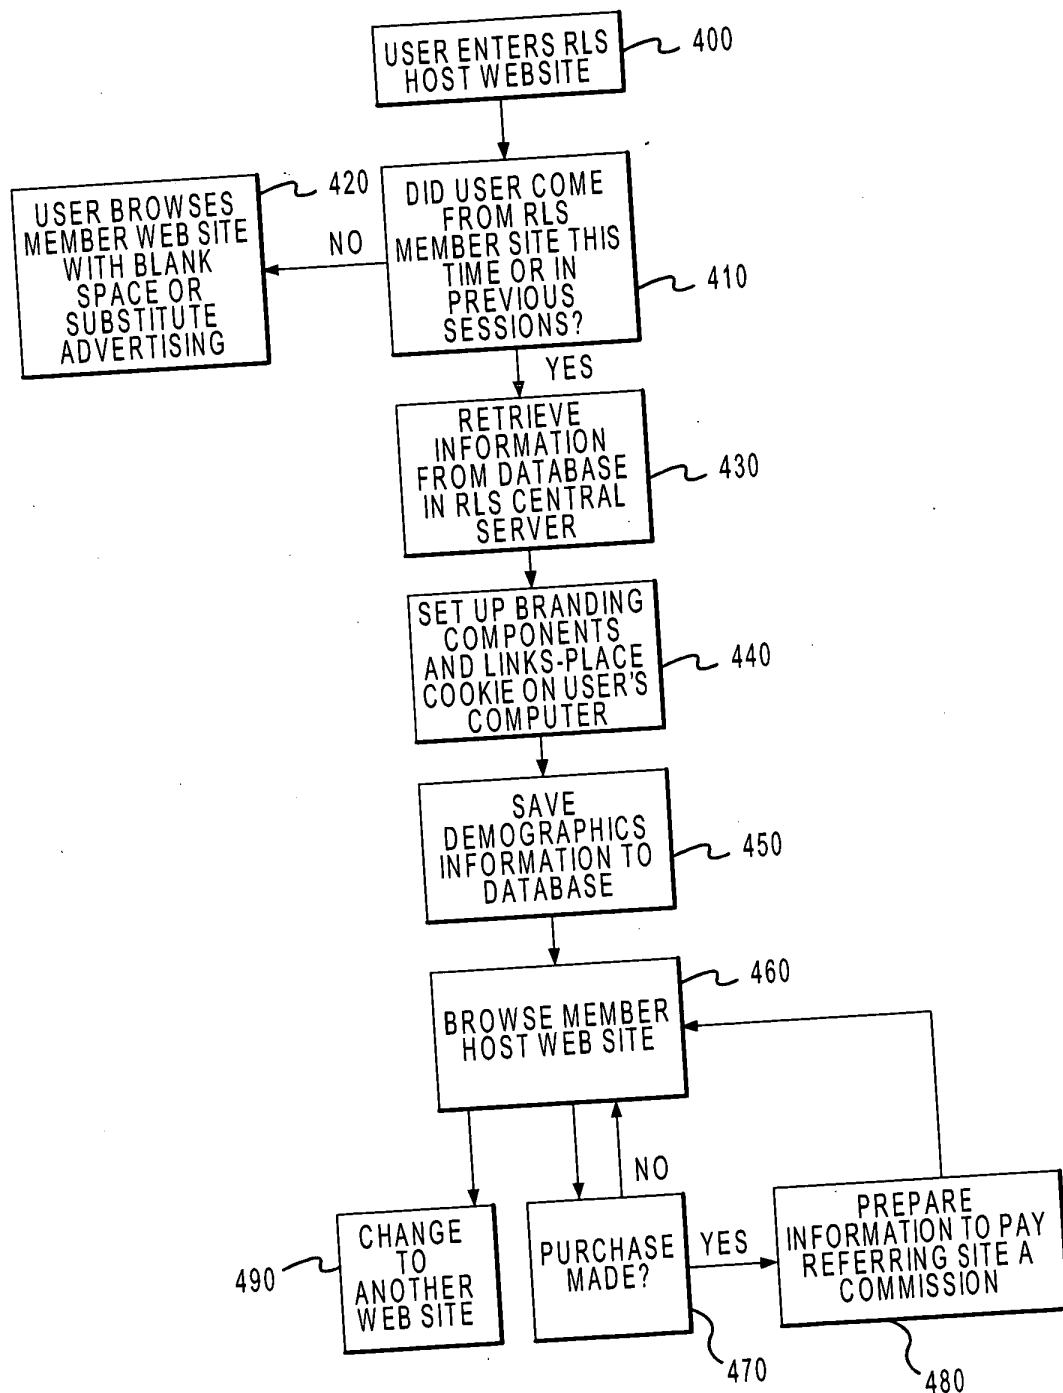 USER ENTERS RLS
HOST WEBSITE
400
DID USER COME
FROM RLS
MEMBER SITE THIS
TIME OR IN
PREVIOUS
SESSIONS?
410
NO
420
USER BROWSES
MEMBER WEB SITE
WITH BLANK
SPACE OR
SUBSTITUTE
ADVERTISING
YES
RETRIEVE
INFORMATION
FROM DATABASE
IN RLS CENTRAL
SERVER
430
SET UP BRANDING
COMPONENTS
AND LINKS-PLACE
COOKIE ON USER'S
COMPUTER
440
SAVE
DEMOGRAPHICS
INFORMATION TO
DATABASE
450
BROWSE MEMBER
HOST WEB SITE
460
NO
CHANGE
TO
ANOTHER
WEB SITE
490
PURCHASE
MADE?
470
YES
PREPARE
INFORMATION TO PAY
REFERRING SITE A
COMMISSION
480